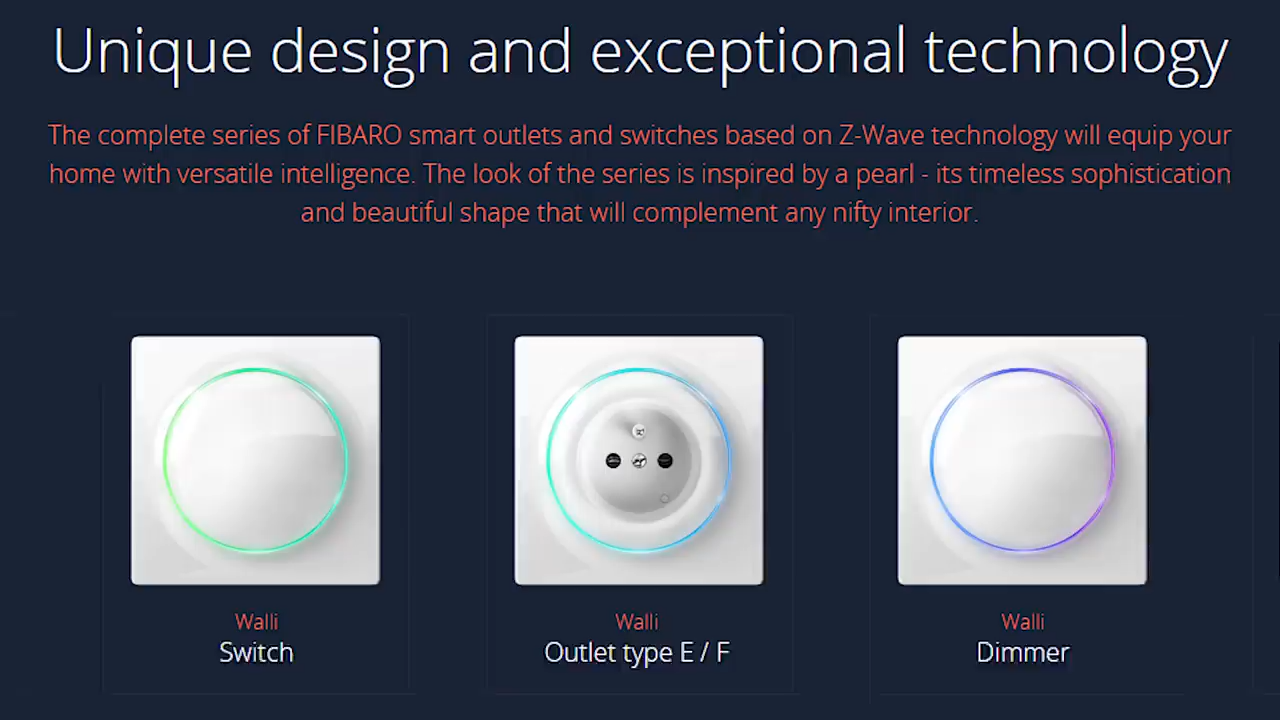 Unique design and exceptional technology
The complete series of FIBARO smart outlets and switches based on Z-Wave technology will equip your
home with versatile intelligence. The look of the series is inspired by a pearl - its timeless sophistication
and beautiful shape that will complement any nifty interior.
Walli
Switch
Walli
Outlet type E / F
Walli
Dimmer